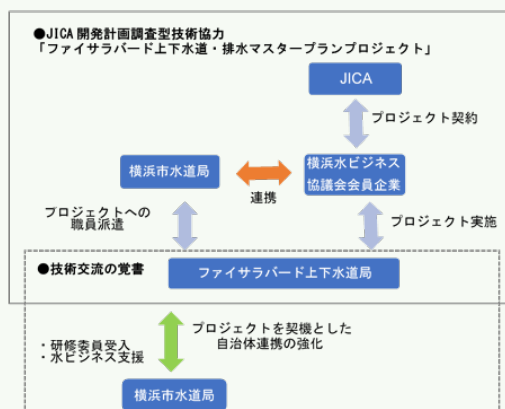 ●JICA開発計画調査型技術協力
「ファイサラバード上下水道・排水マスタープランプロジェクト」
JICA
プロジェクト契約
横浜市水道局
連携
横浜水ビジネス
協議会会員企業
プロジェクトへの
職員派遣
プロジェクト実施
●技術交流の覚書
ファイサラバード上下水道局
・研修委員受入
・水ビジネス支援
プロジェクトを契機とした
自治体連携の強化
横浜市水道局